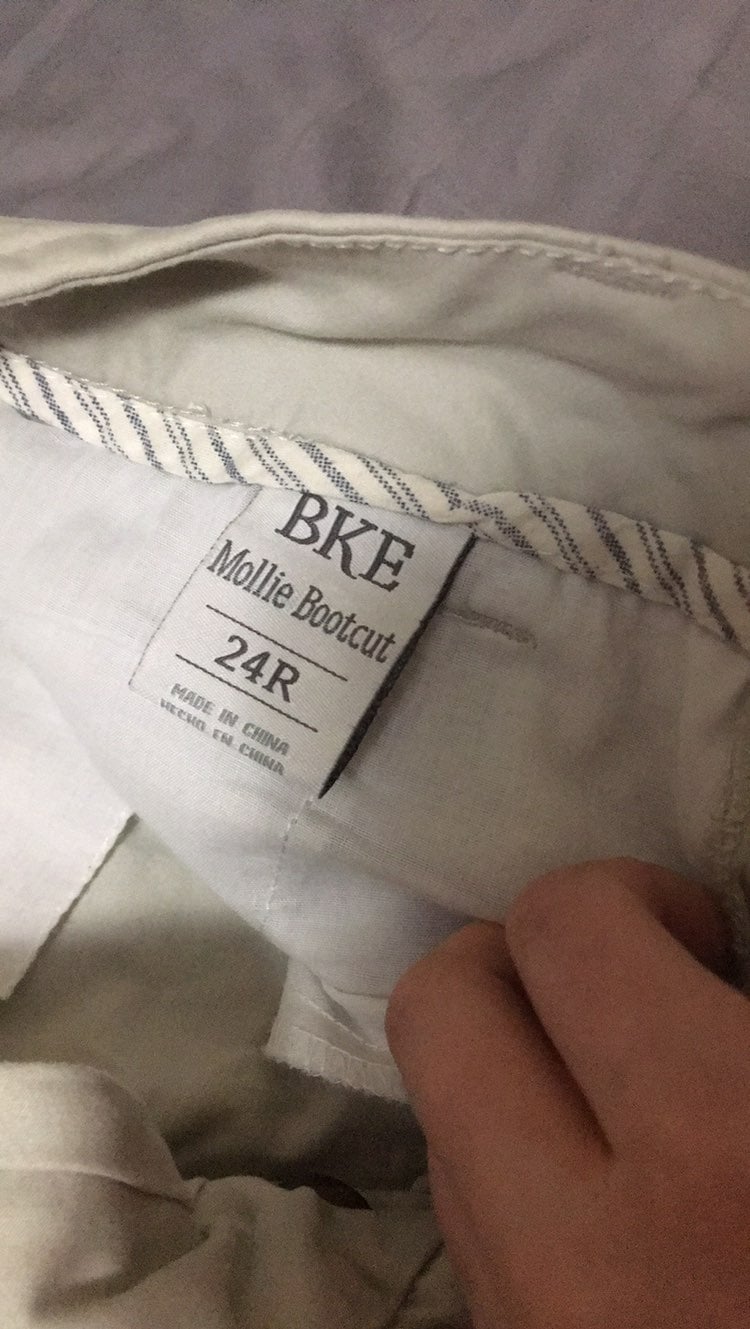 BKE
Mollie Bootcut
24R
MADE IN CHINA
HECHO EN CHINA